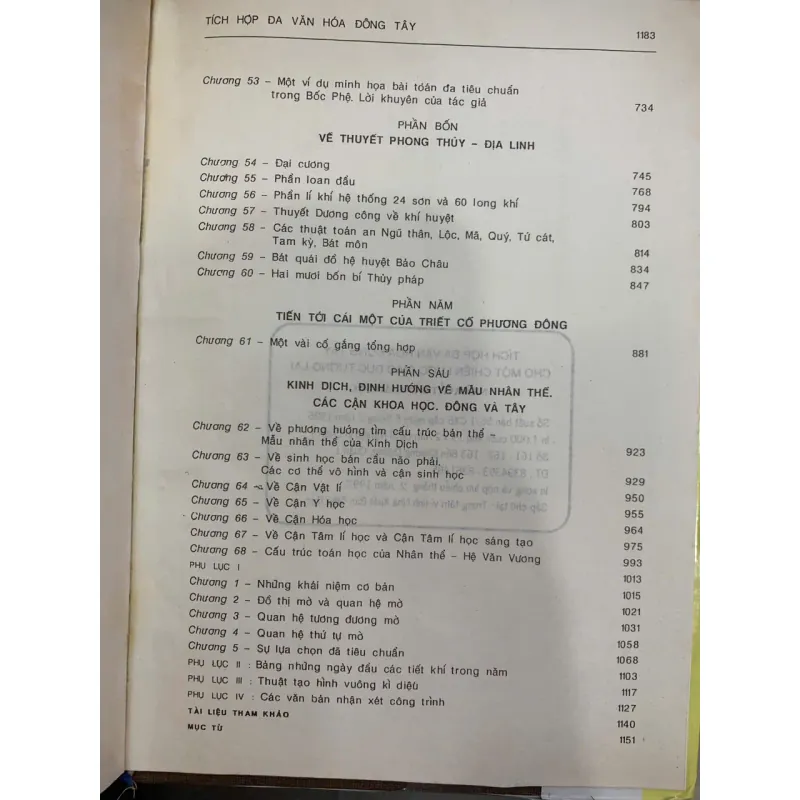 TÍCH HỢP ĐA VĂN HÓA ĐÔNG TÂY 1183
Chương 53 – Một ví dụ minh họa bài toán đa tiêu chuẩn
trong Bốc Phệ. Lời khuyên của tác giả 734
PHẦN BỐN
VỀ THUYẾT PHONG THỦY – ĐỊA LINH
Chương 54 – Đại cương 745
Chương 55 – Phần loan đầu 768
Chương 56 – Phần lí khí hệ thống 24 sơn và 60 long khí 794
Chương 57 – Thuyết Dương công về khí huyệt 803
Chương 58 – Các thuật toán an Ngũ thân, Lộc, Mã, Quý, Tứ cát,
Tam kỳ, Bát môn 814
Chương 59 – Bát quái đồ hệ huyệt Bảo Châu 834
Chương 60 – Hai mươi bốn bí Thủy pháp 847
PHẦN NĂM
TIẾN TỚI CÁI MỘT CỦA TRIẾT CỔ PHƯƠNG ĐÔNG
Chương 61 – Một vài cố gắng tổng hợp 881
PHẦN SÁU
KINH DỊCH, ĐỊNH HƯỚNG VỀ MẪU NHÂN THỂ.
CÁC CẬN KHOA HỌC. ĐÔNG VÀ TÂY
Chương 62 – Về phương hướng tìm cấu trúc bản thể –
Mẫu nhân thể của Kinh Dịch 923
Chương 63 – Về sinh học bán cầu não phải.
Các cơ thể vô hình và cận sinh học 929
Chương 64 – Về Cận Vật lí 950
Chương 65 – Về Cận Y học 955
Chương 66 – Về Cận Hóa học 964
Chương 67 – Về Cận Tâm lí học và Cận Tâm lí học sáng tạo 975
Chương 68 – Cấu trúc toán học của Nhân thể – Hệ Văn Vương 993
PHỤ LỤC I 1013
Chương 1 – Những khái niệm cơ bản 1015
Chương 2 – Đồ thị mờ và quan hệ mờ 1021
Chương 3 – Quan hệ tương đương mờ 1031
Chương 4 – Quan hệ thứ tự mờ 1058
Chương 5 – Sự lựa chọn đa tiêu chuẩn 1068
PHỤ LỤC II : Bảng những ngày đầu các tiết khí trong năm 1103
PHỤ LỤC III : Thuật tạo hình vuông kì diệu 1117
PHỤ LỤC IV : Các văn bản nhận xét công trình 1127
TÀI LIỆU THAM KHẢO 1140
MỤC TỪ 1151